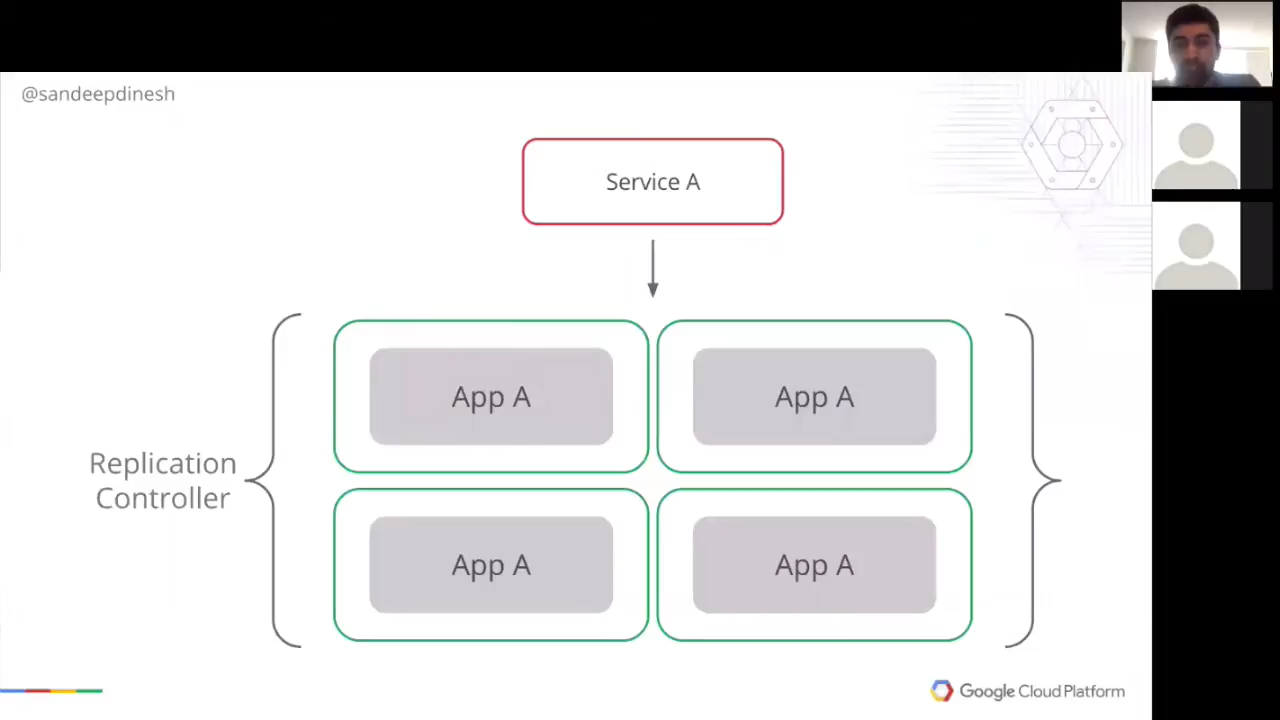 @sandeepdinesh
Service A
App A
App A
Replication
Controller
App A
App A
Google Cloud Platform